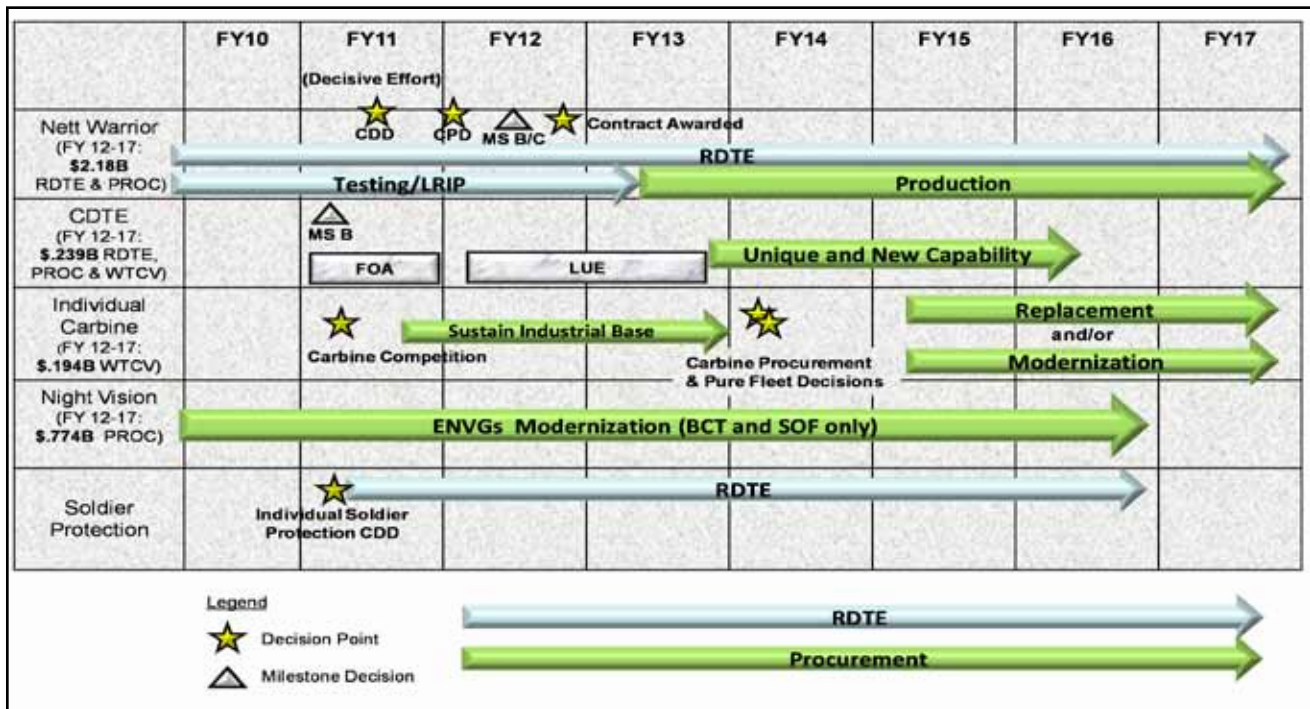 FY10 FY11 FY12 FY13 FY14 FY15 FY16 FY17
(Decisive Effort)
Nett Warrior
(FY 12-17:
$2.18B
RDTE & PROC)
CDD
CPD
MS B/C
Contract Awarded
RDTE
Testing/LRIP
Production
CDTE
(FY 12-17:
$.239B RDTE,
PROC & WTCV)
MS B
FOA
LUE
Unique and New Capability
Individual
Carbine
(FY 12-17:
$.194B WTCV)
Carbine Competition
Sustain Industrial Base
Carbine Procurement
& Pure Fleet Decisions
Replacement
and/or
Modernization
Night Vision
(FY 12-17:
$.774B PROC)
ENVGs Modernization (BCT and SOF only)
Soldier
Protection
Individual Soldier
Protection CDD
RDTE
Legend
Decision Point
Milestone Decision
RDTE
Procurement